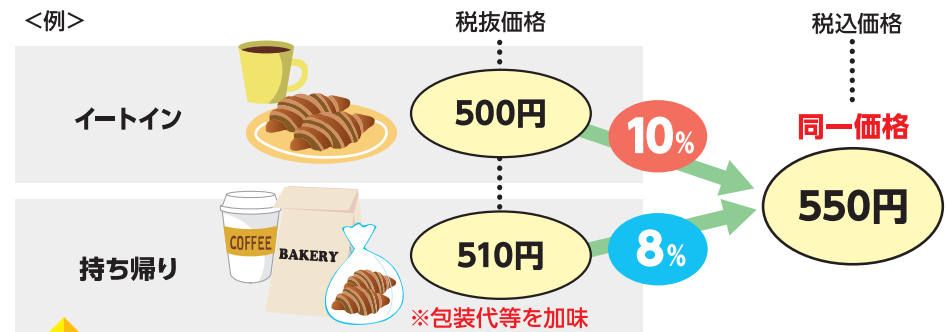 ＜例＞
税抜価格
税込価格
イートイン
500円
10%
同一価格
550円
持ち帰り
COFFEE
BAKERY
510円
8%
※包装代等を加味